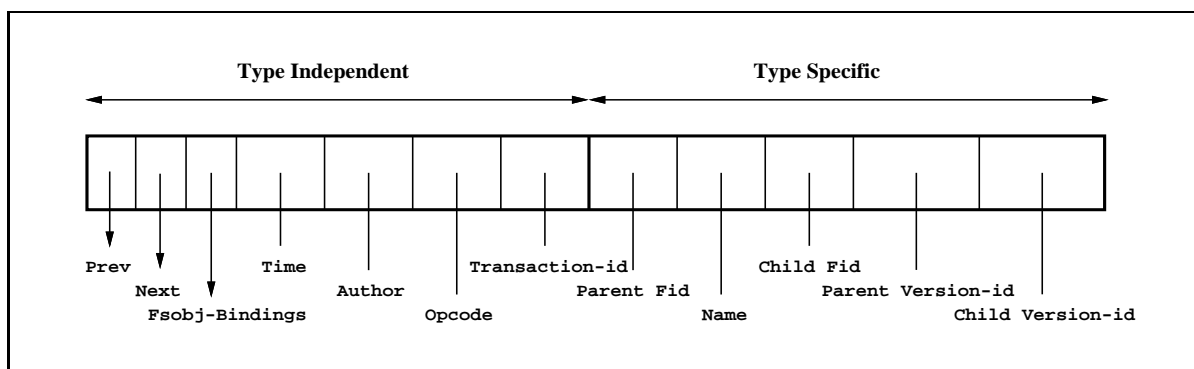 Type Independent
Type Specific
Prev
Next
Fsobj-Bindings
Time
Author
Opcode
Transaction-id
Parent Fid
Name
Child Fid
Parent Version-id
Child Version-id